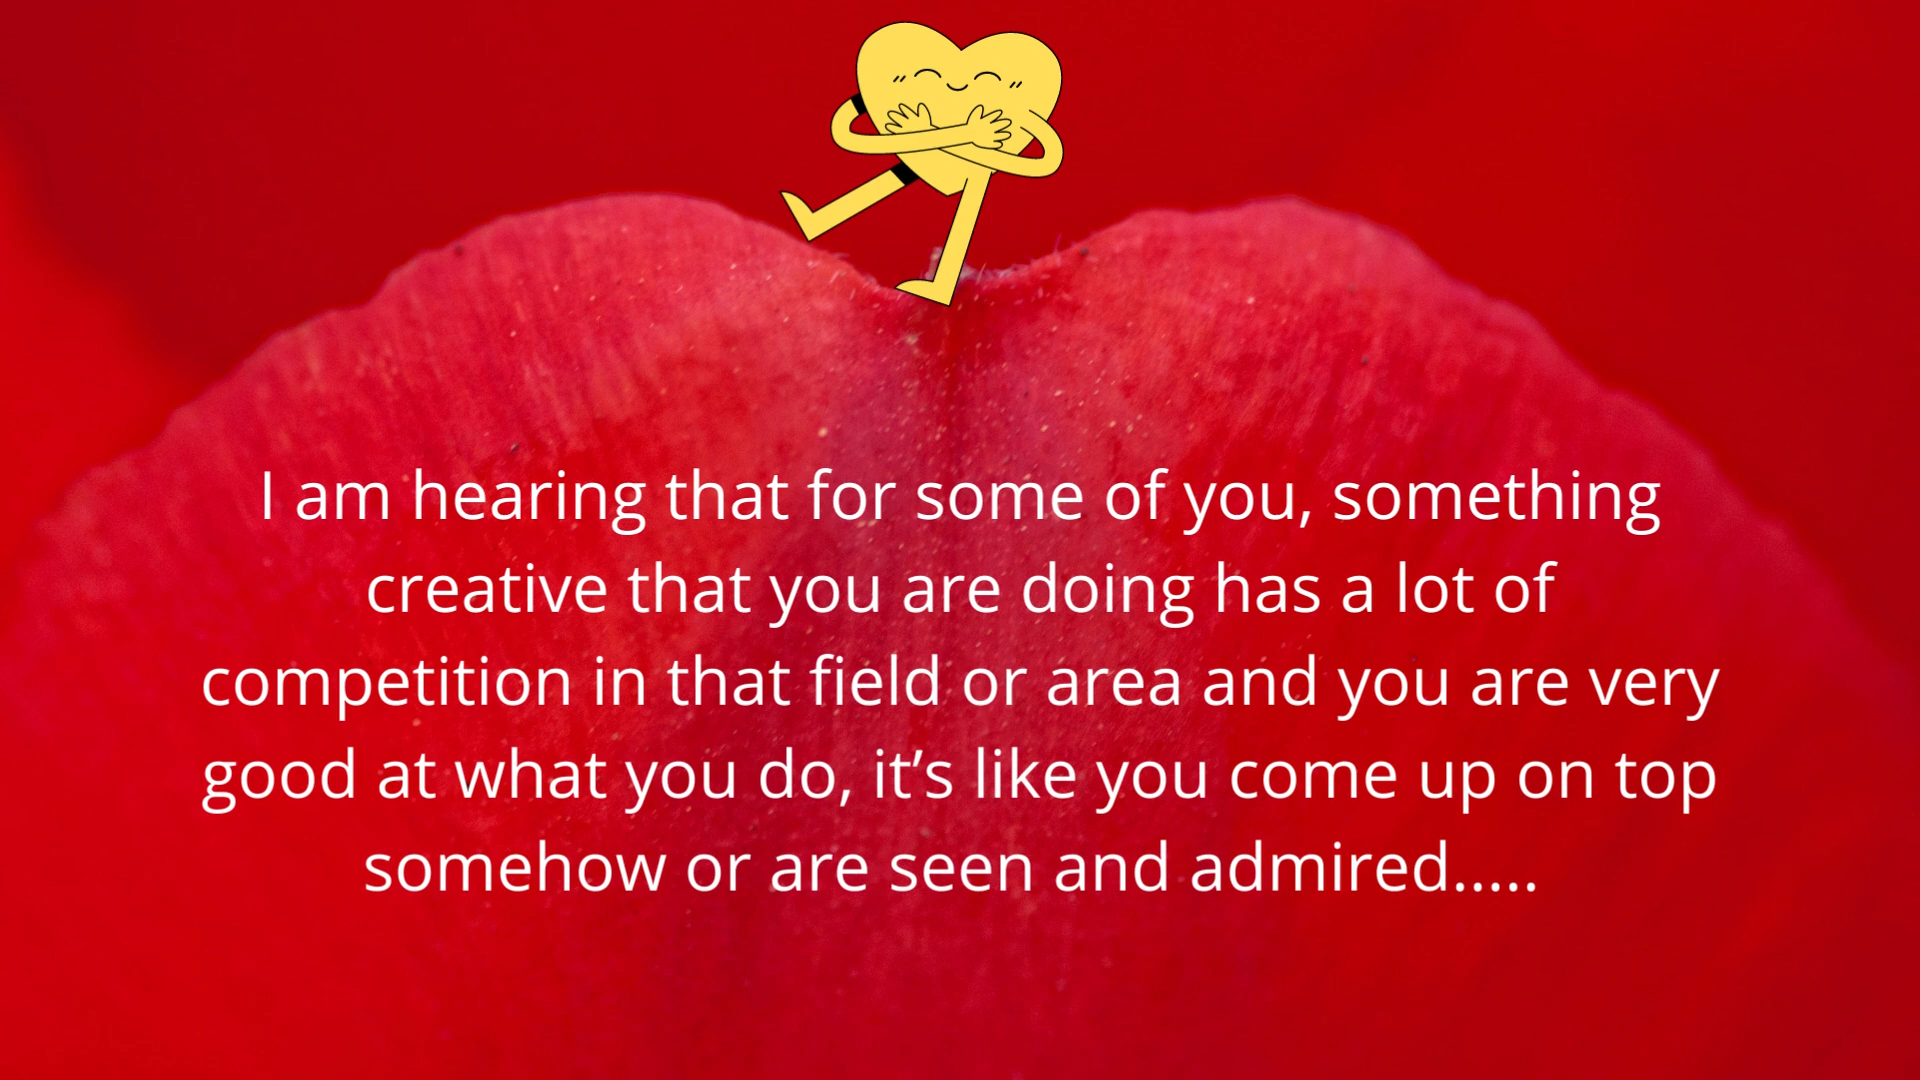 I am hearing that for some of you, something
creative that you are doing has a lot of
competition in that field or area and you are very
good at what you do, it’s like you come up on top
somehow or are seen and admired.....